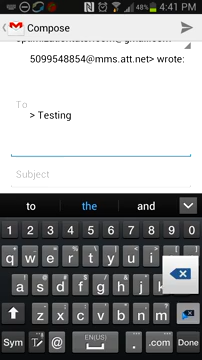 48% 4:41 PM
Compose
5099548854@mms.att.net> wrote:
To
> Testing
Subject
to the and
1 2 3 4 5 6 7 8 9 0
q w e r t y u i
a s d f g h j k
z x c v b n m
Sym @ EN(US) . .com Done